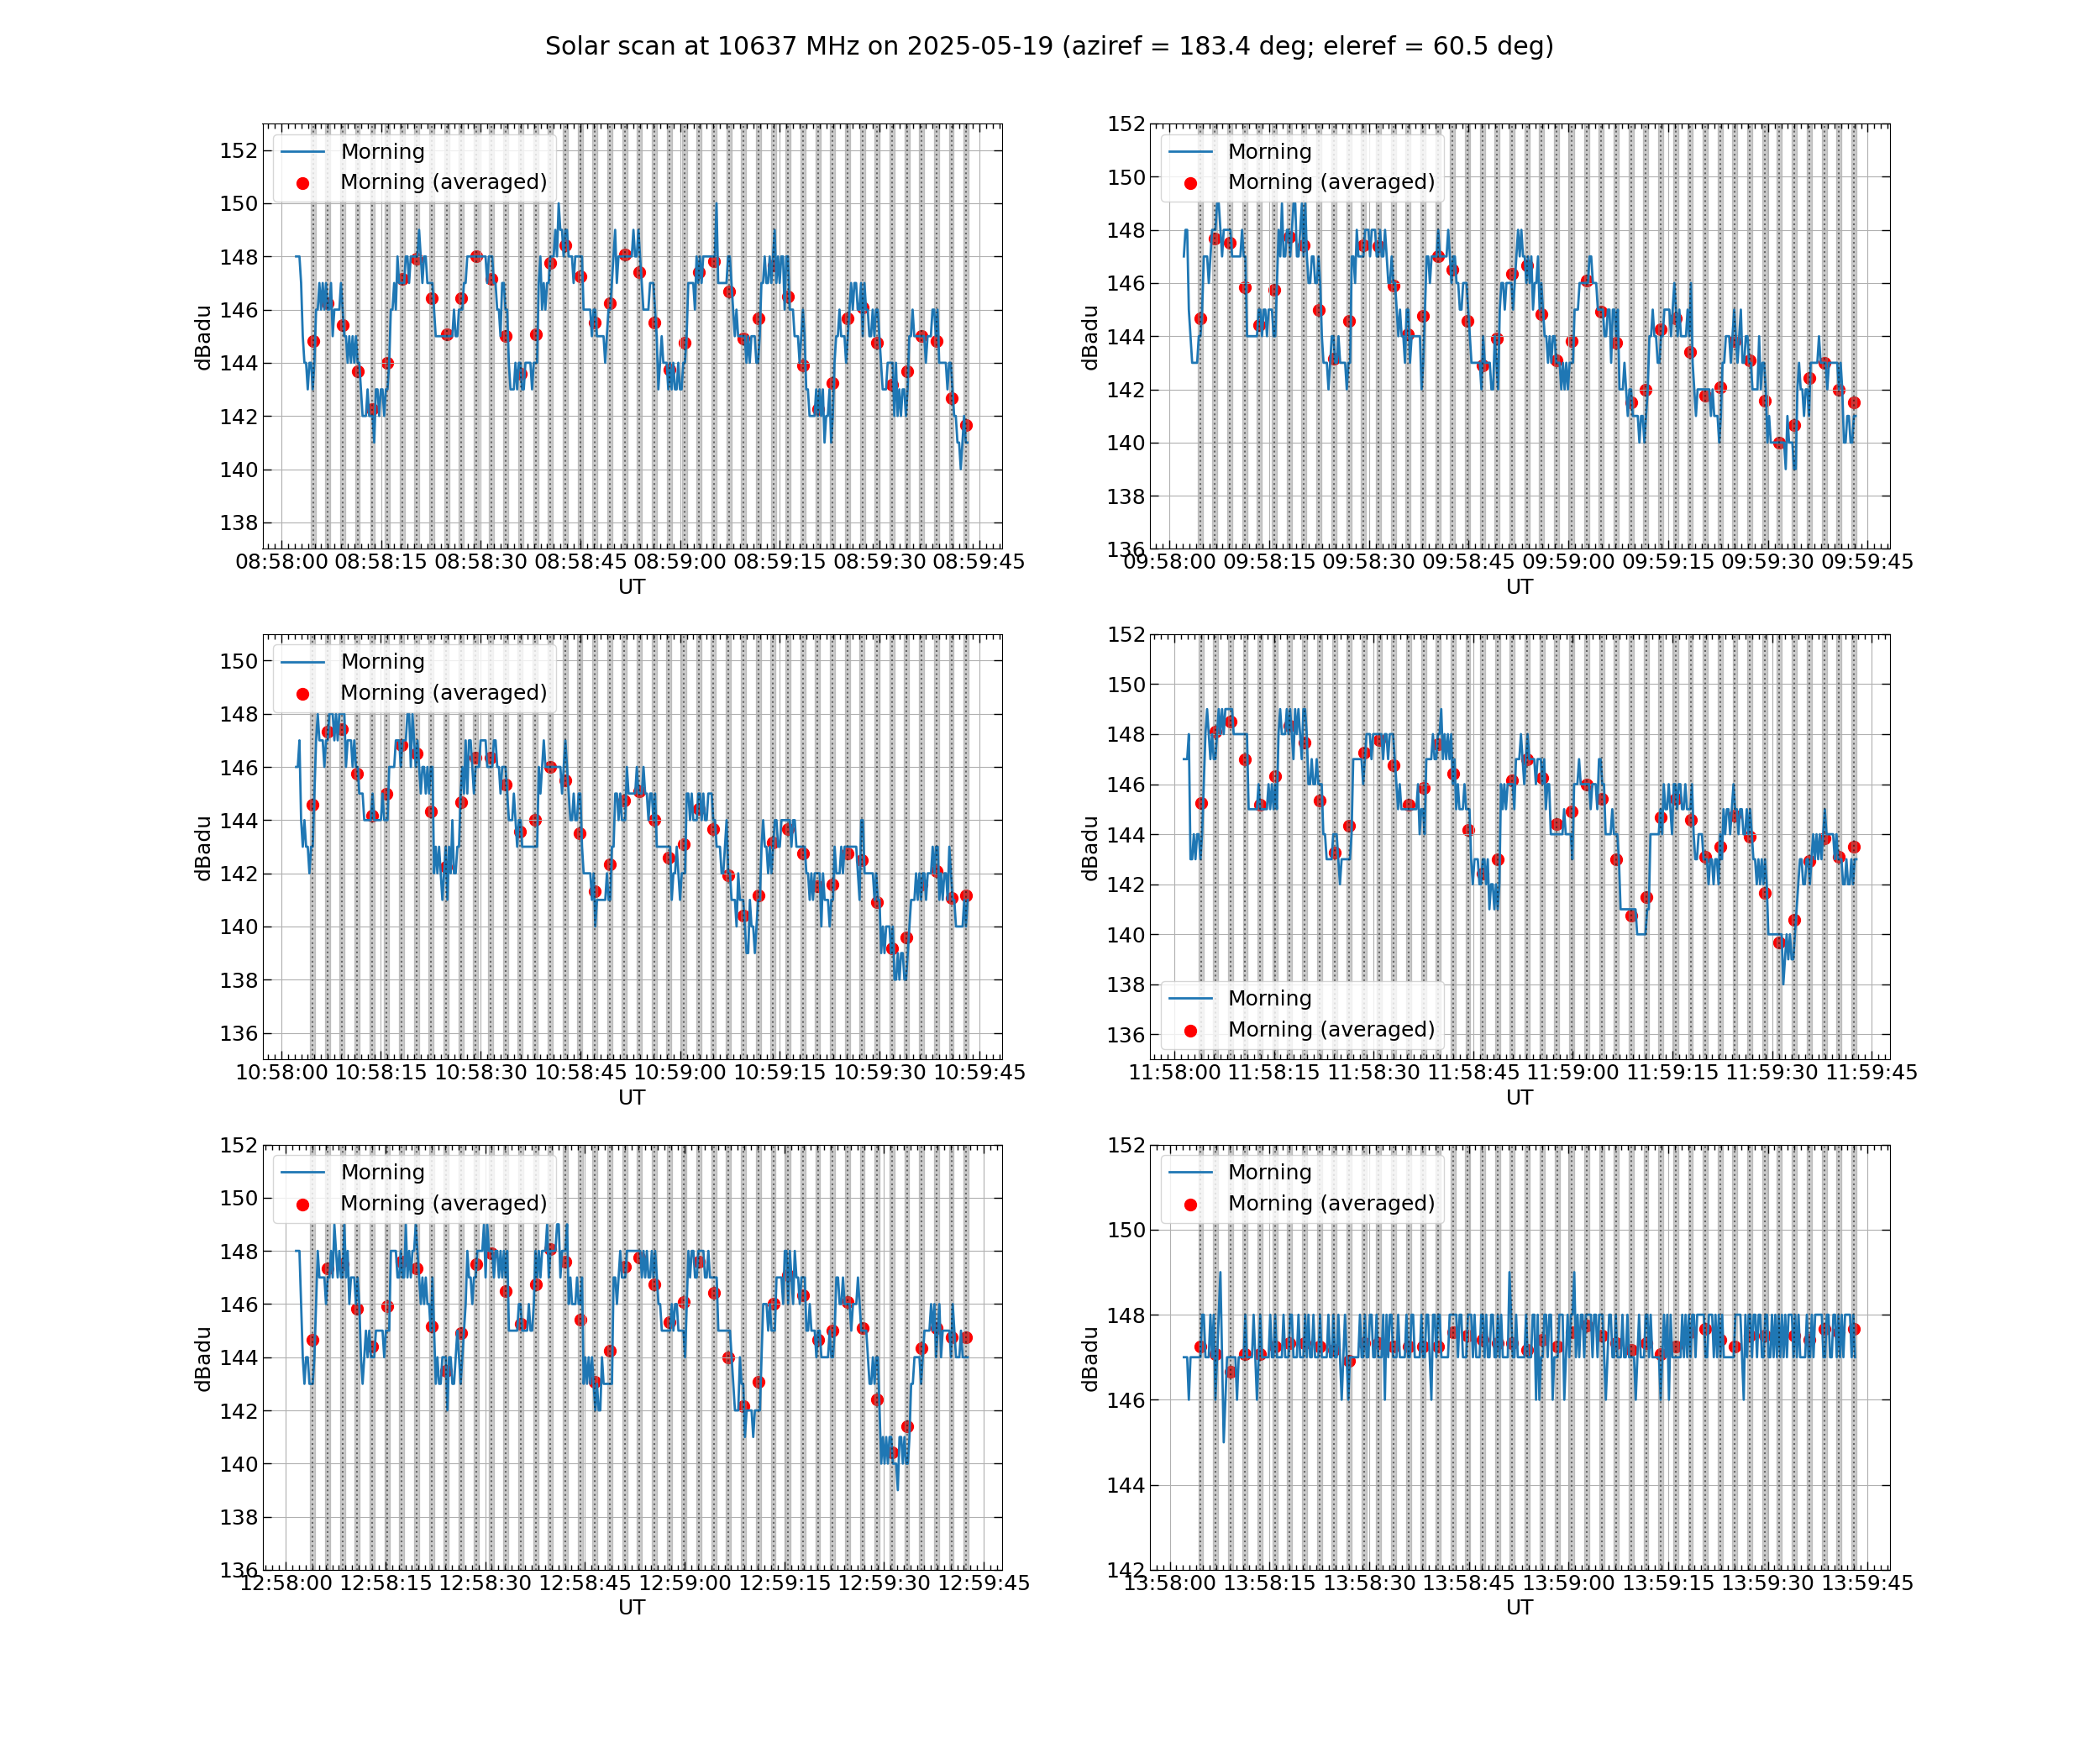 Solar scan at 10637 MHz on 2025-05-19 (aziref = 183.4 deg; eleref = 60.5 deg)
Morning
Morning (averaged)
dBadu
152
150
148
146
144
142
140
138
08:58:00 08:58:15 08:58:30 08:58:45 08:59:00 08:59:15 08:59:30 08:59:45
UT
Morning
Morning (averaged)
dBadu
152
150
148
146
144
142
140
138
136
09:58:00 09:58:15 09:58:30 09:58:45 09:59:00 09:59:15 09:59:30 09:59:45
UT
Morning
Morning (averaged)
dBadu
150
148
146
144
142
140
138
136
10:58:00 10:58:15 10:58:30 10:58:45 10:59:00 10:59:15 10:59:30 10:59:45
UT
Morning
Morning (averaged)
dBadu
152
150
148
146
144
142
140
138
136
11:58:00 11:58:15 11:58:30 11:58:45 11:59:00 11:59:15 11:59:30 11:59:45
UT
Morning
Morning (averaged)
dBadu
152
150
148
146
144
142
140
138
136
12:58:00 12:58:15 12:58:30 12:58:45 12:59:00 12:59:15 12:59:30 12:59:45
UT
Morning
Morning (averaged)
dBadu
152
150
148
146
144
142
13:58:00 13:58:15 13:58:30 13:58:45 13:59:00 13:59:15 13:59:30 13:59:45
UT